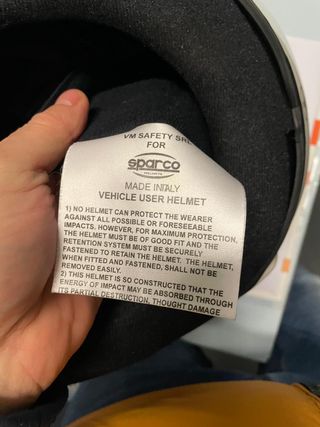 VM SAFETY SRL
FOR
sparco
MADE INITALY
VEHICLE USER HELMET
1) NO HELMET CAN PROTECT THE WEARER
AGAINST ALL POSSIBLE OR FORESEEABLE
IMPACTS. HOWEVER, FOR MAXIMUM PROTECTION,
THE HELMET MUST BE OF GOOD FIT AND THE
RETENTION SYSTEM MUST BE SECURELY
FASTENED TO RETAIN THE HELMET. THE HELMET,
WHEN FITTED AND FASTENED, SHALL NOT BE
REMOVED EASILY.
2) THIS HELMET IS SO CONSTRUCTED THAT THE
ENERGY OF IMPACT MAY BE ABSORBED THROUGH
ITS PARTIAL DESTRUCTION, THOUGHT DAMAGE